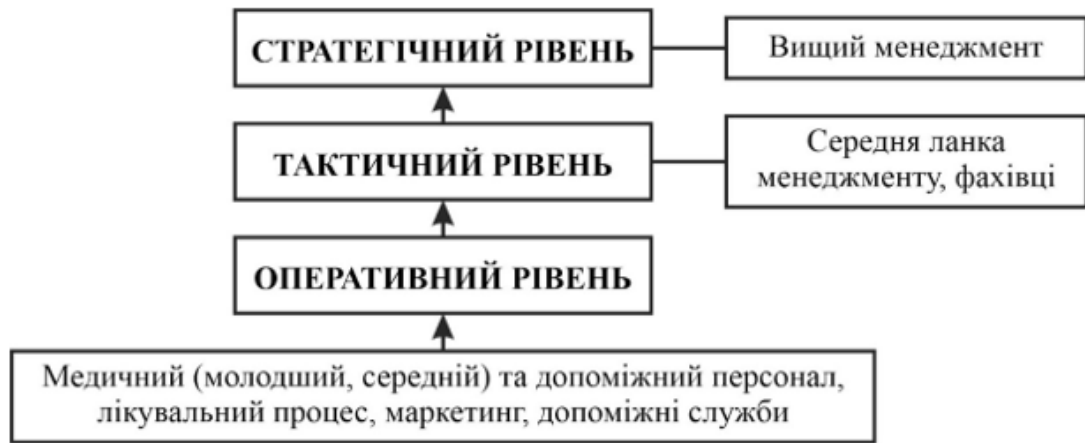 СТРАТЕГІЧНИЙ РІВЕНЬ
Вищий менеджмент
ТАКТИЧНИЙ РІВЕНЬ
Середня ланка
менеджменту, фахівці
ОПЕРАТИВНИЙ РІВЕНЬ
Медичний (молодший, середній) та допоміжний персонал,
лікувальний процес, маркетинг, допоміжні служби